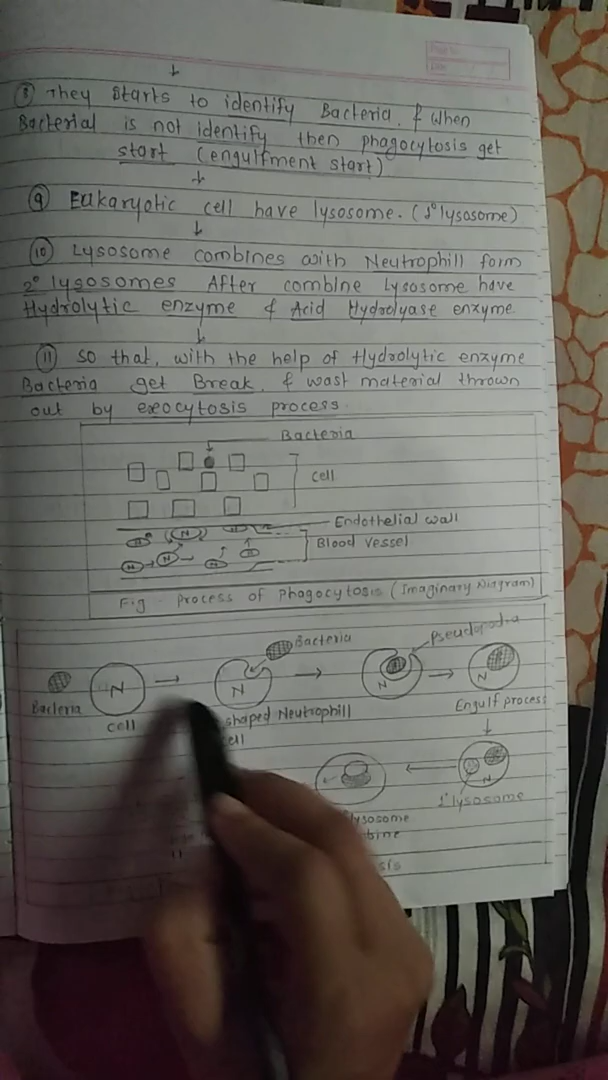 ⑧ They starts to identify Bacteria. & when
Bacterial is not identify then phagocytosis get
start (engulfment start)
⑨ Eukaryotic cell have lysosome. (1° lysosome)
⑩ Lysosome combines with Neutrophill form
2° lysosomes After combine Lysosome have
Hydrolytic enzyme & Acid Hydrolyase enzyme.
⑪ so that, with the help of Hydrolytic enzyme
Bacteria get Break. & wast material thrown
out by exocytosis process.
Bacteria
cell
Endothelial wall
Blood vessel
Fig - Process of Phagocytosis (Imaginary Diagram)
Bacteria
Pseudopodia
N
N
N
N
Bacteria
cell
shaped Neutrophill
cell
Engulf process
N
1° lysosome
lysosome